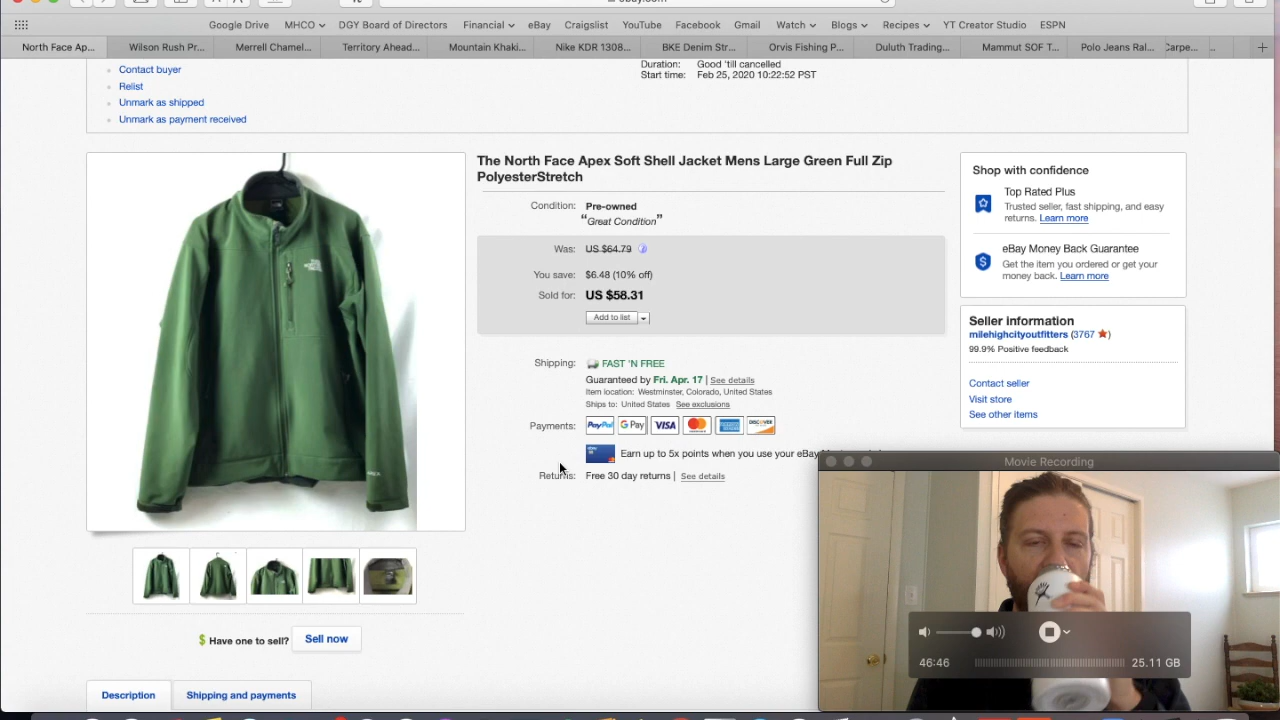 ebay.com
Google Drive MHCO DGY Board of Directors Financial eBay Craigslist YouTube Facebook Gmail Watch Blogs Recipes YT Creator Studio ESPN
North Face Ap... Wilson Rush Pr... Merrell Chamel... Territory Ahead... Mountain Khaki... Nike KDR 1308... BKE Denim Str... Orvis Fishing P... Duluth Trading... Mammut SOF T... Polo Jeans Ral... Carpe... ..
Contact buyer
Relist
Unmark as shipped
Unmark as payment received
Duration: Good 'till cancelled
Start time: Feb 25, 2020 10:22:52 PST
The North Face Apex Soft Shell Jacket Mens Large Green Full Zip
PolyesterStretch
Condition: Pre-owned
“Great Condition”
Was: US $64.79
You save: $6.48 (10% off)
Sold for: US $58.31
Add to list
Shipping: FAST 'N FREE
Guaranteed by Fri. Apr. 17 | See details
Item location: Westminster, Colorado, United States
Ships to: United States See exclusions
Payments: PayPal G Pay VISA DISCOVER
Earn up to 5x points when you use your eBay
Returns: Free 30 day returns | See details
Shop with confidence
Top Rated Plus
Trusted seller, fast shipping, and easy
returns. Learn more
eBay Money Back Guarantee
Get the item you ordered or get your
money back. Learn more
Seller information
milehighcityoutfitters (3767 )
99.9% Positive feedback
Contact seller
Visit store
See other items
Have one to sell? Sell now
Description Shipping and payments
Movie Recording
46:46 25.11 GB